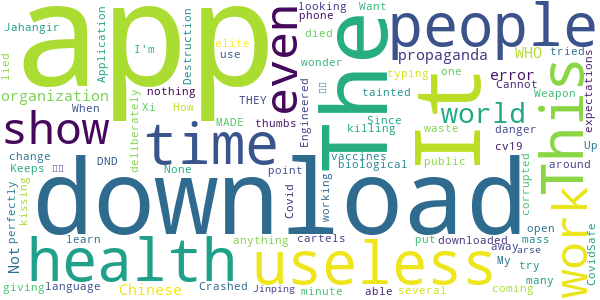 app
download
The
It
people
This
time
health
useless
work
show
even
world
WHO
propaganda
error
organization
Chinese
Jahangir
lied
Application
I'm
Destruction
elite
use
looking
phone
died
wonder
Want
typing
one
tried
Cannot
expectations
When
Xi
How
deliberately
nothing
THEY
MADE
thumbs
Engineered
tainted
Since
killing
Weapon
waste
danger
cv19
Up
public
around
vaccines
biological
change
Keeps
DND
None
point
perfectly
kissing
Not
learn
anything
Covid
working
cartels
put
downloaded
away
mass
open
arse
corrupted
CovidSafe
My
try
many
several
coming
able
minute
Jinping
Crashed
language
giving